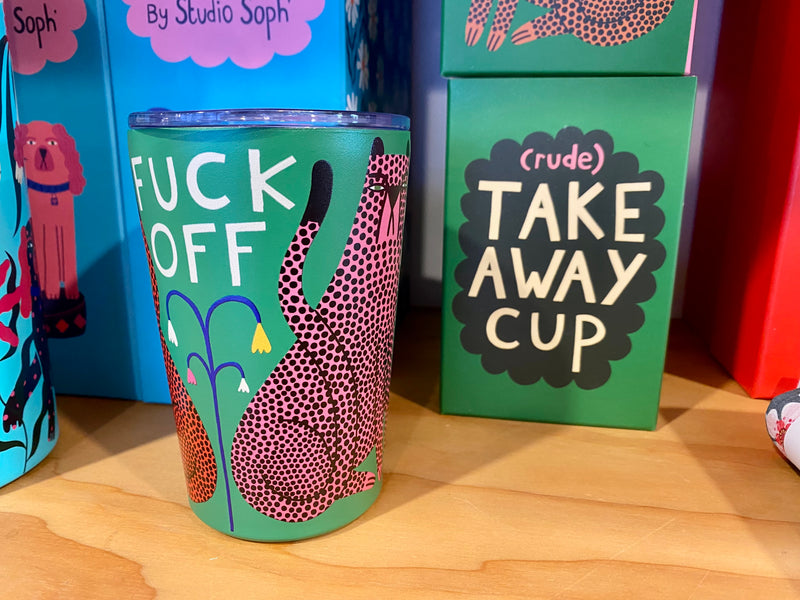 Soph'
By Studio Soph'
FUCK
OFF
(rude)
TAKE
AWAY
CUP